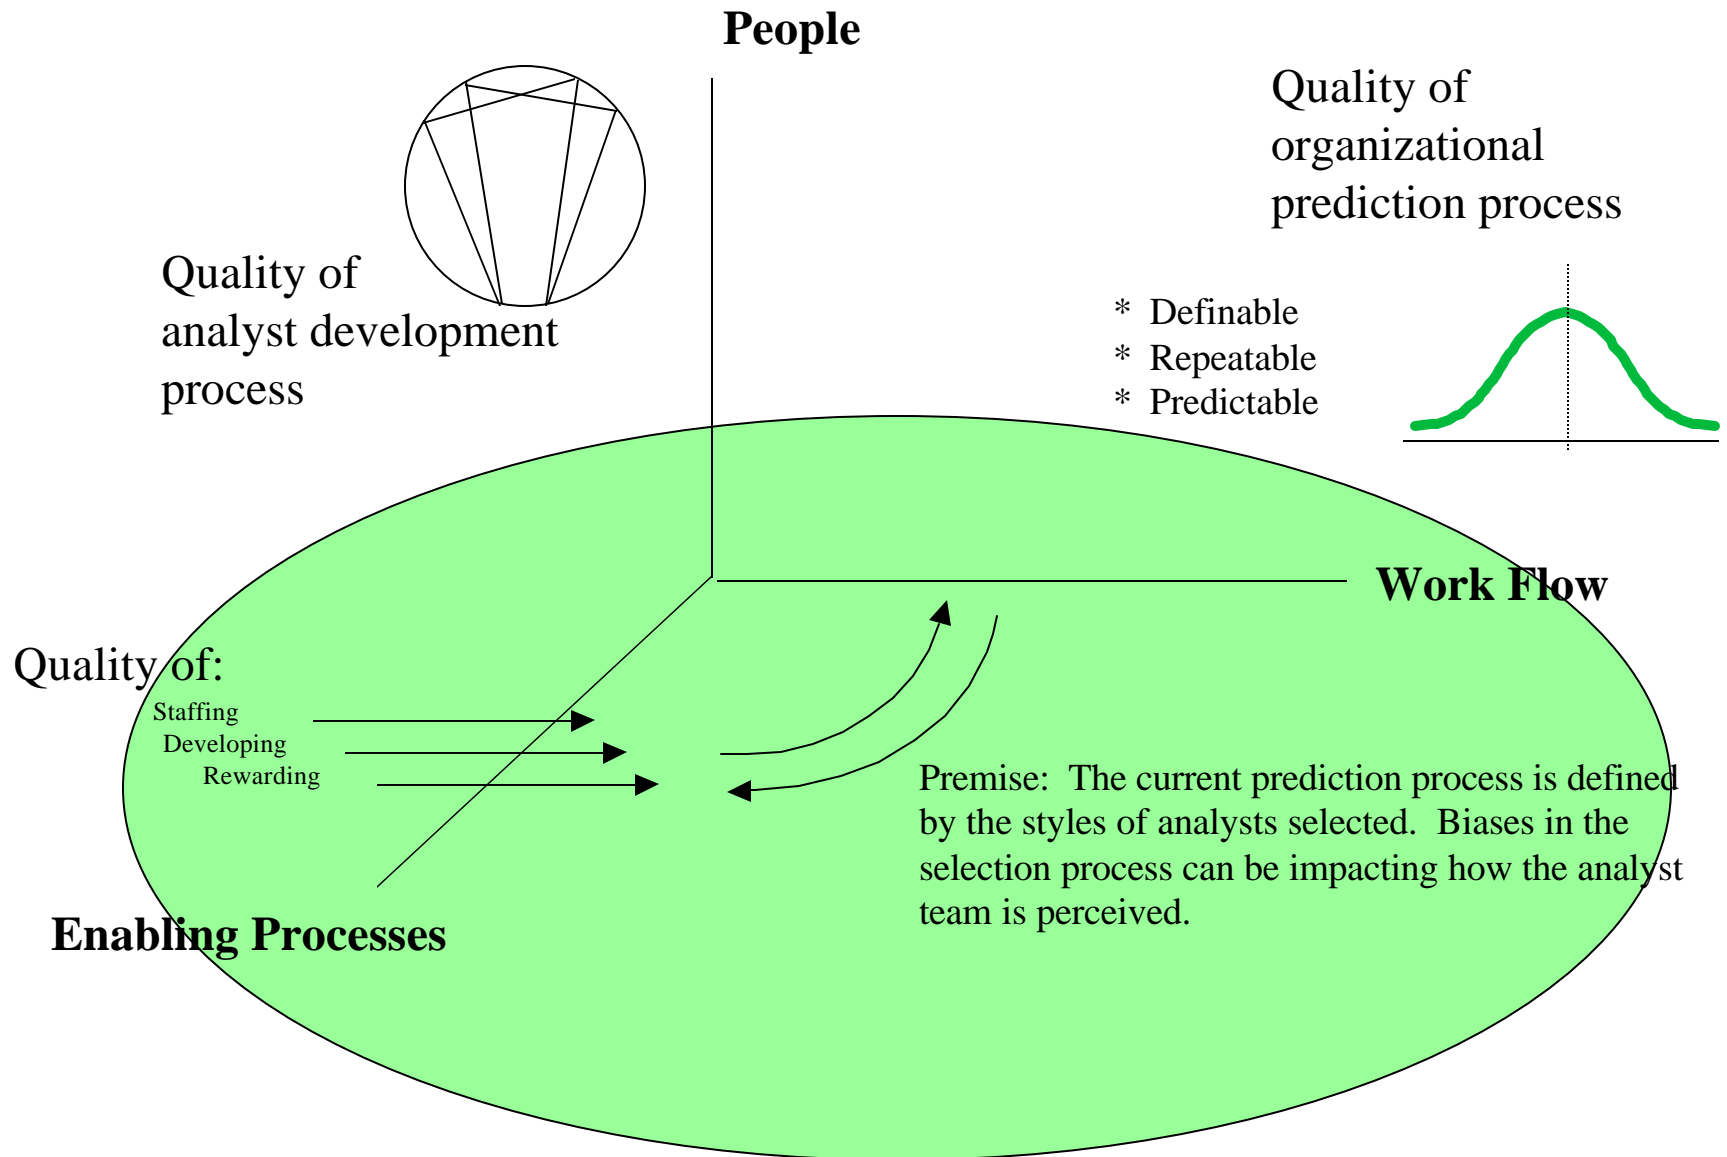 People
Quality of
organizational
prediction process
Quality of
analyst development
process
* Definable
* Repeatable
* Predictable
Work Flow
Quality of:
Staffing
Developing
Rewarding
Premise:  The current prediction process is defined
by the styles of analysts selected.  Biases in the
selection process can be impacting how the analyst
team is perceived.
Enabling Processes